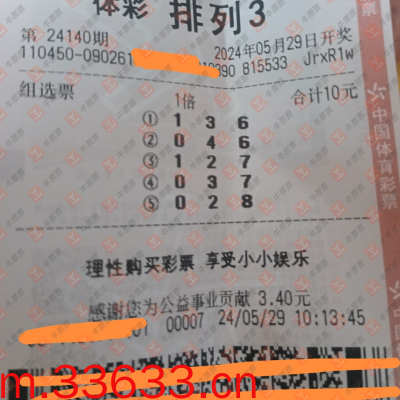 体彩 排列3
第 24140期 2024年05月29日开奖
110450-090261 815533 JrxR1w
组选票 1倍 合计10元
① 1 3 6
② 0 4 6
③ 1 2 7
④ 0 3 7
⑤ 0 2 8
理性购买彩票 享受小小娱乐
感谢您为公益事业贡献 3.40元
01 00007 24/05/29 10:13:45
中国体育彩票
m.33633.cn